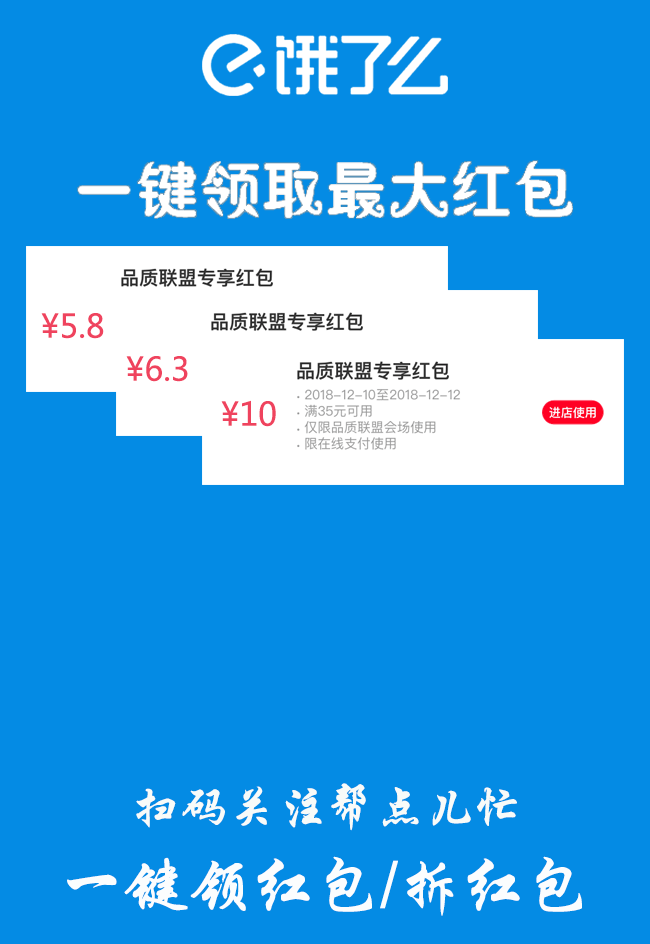 饿了么
一键领取最大红包
品质联盟专享红包
¥5.8
品质联盟专享红包
¥6.3
品质联盟专享红包
¥10
· 2018-12-10至2018-12-12
· 满35元可用
· 仅限品质联盟会场使用
· 限在线支付使用
进店使用
扫码关注帮点儿忙
一键领红包/拆红包